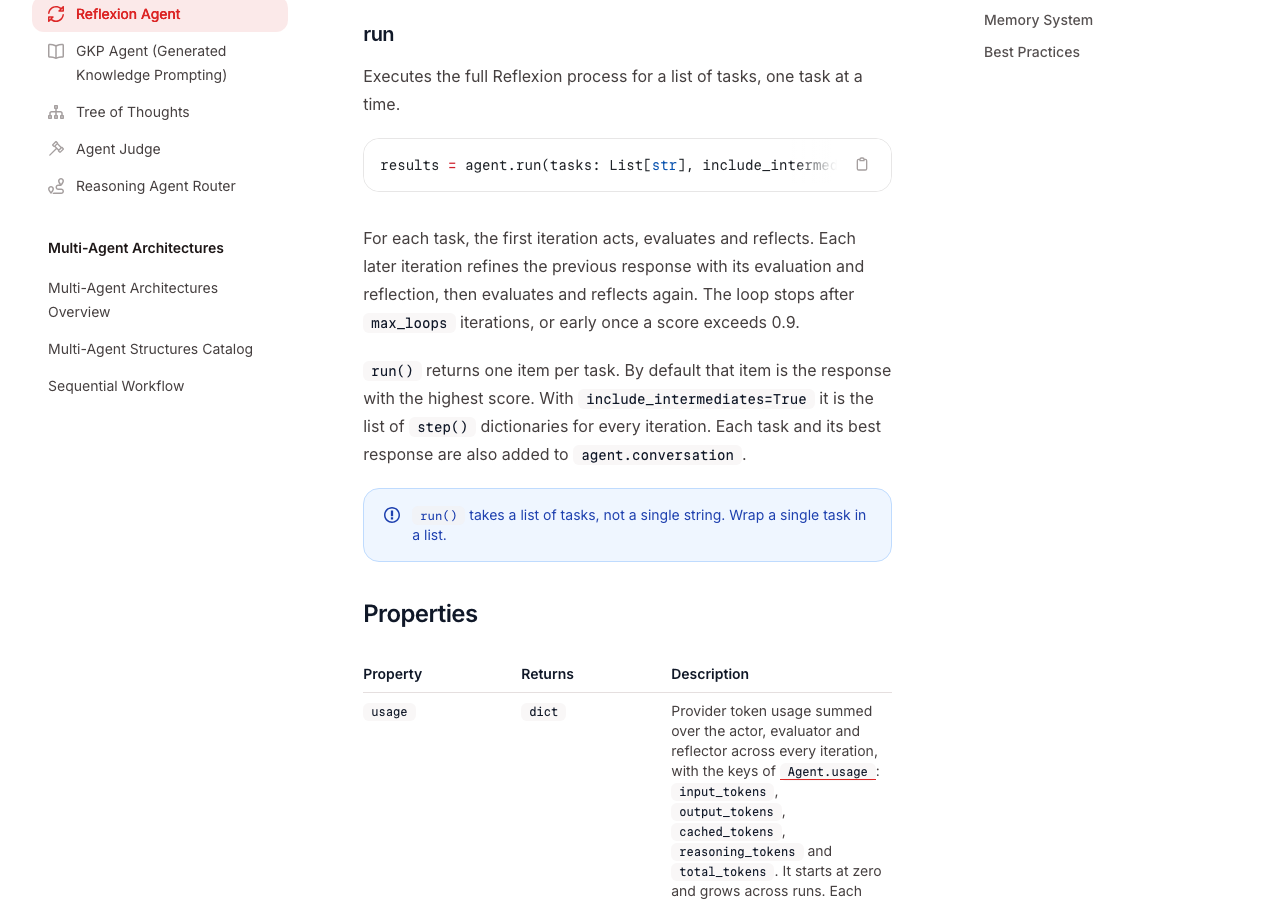 Reflexion Agent
GKP Agent (Generated
Knowledge Prompting)
Tree of Thoughts
Agent Judge
Reasoning Agent Router
Multi-Agent Architectures
Multi-Agent Architectures
Overview
Multi-Agent Structures Catalog
Sequential Workflow
run
Executes the full Reflexion process for a list of tasks, one task at a
time.
results = agent.run(tasks: List[str], include_intermed
For each task, the first iteration acts, evaluates and reflects. Each
later iteration refines the previous response with its evaluation and
reflection, then evaluates and reflects again. The loop stops after
max_loops iterations, or early once a score exceeds 0.9.
run() returns one item per task. By default that item is the response
with the highest score. With include_intermediates=True it is the
list of step() dictionaries for every iteration. Each task and its best
response are also added to agent.conversation .
run() takes a list of tasks, not a single string. Wrap a single task in
a list.
Properties
Property Returns Description
usage dict Provider token usage summed
over the actor, evaluator and
reflector across every iteration,
with the keys of Agent.usage :
input_tokens ,
output_tokens ,
cached_tokens ,
reasoning_tokens and
total_tokens . It starts at zero
and grows across runs. Each
Memory System
Best Practices